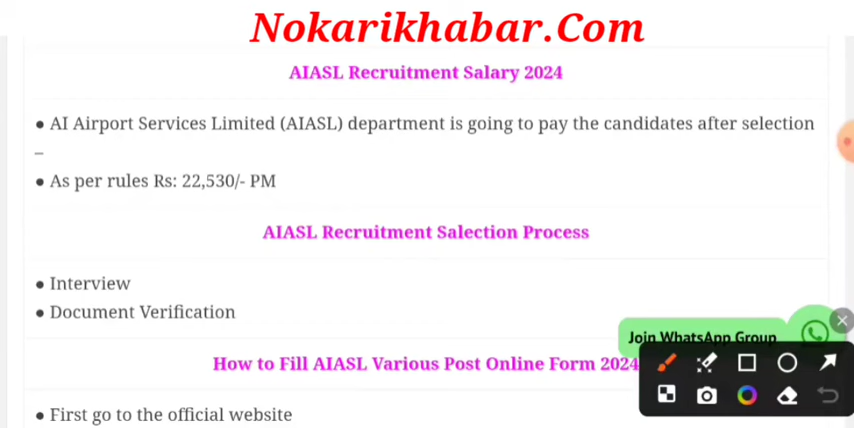 Nokarikhabar.Com
AIASL Recruitment Salary 2024
● AI Airport Services Limited (AIASL) department is going to pay the candidates after selection
–
● As per rules Rs: 22,530/- PM
AIASL Recruitment Salection Process
● Interview
● Document Verification
Join WhatsApp Group
How to Fill AIASL Various Post Online Form 2024
● First go to the official website